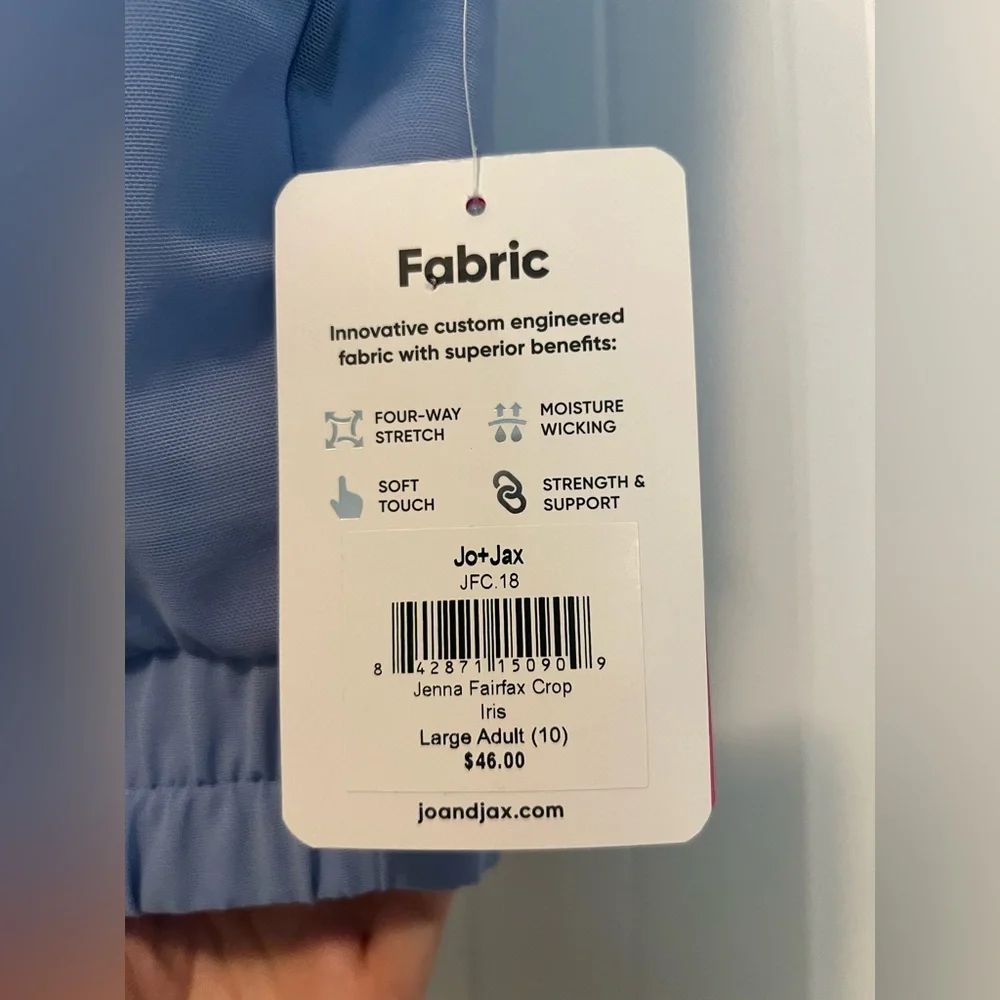 Fabric
Innovative custom engineered
fabric with superior benefits:
FOUR-WAY
STRETCH
MOISTURE
WICKING
SOFT
TOUCH
STRENGTH &
SUPPORT
Jo+Jax
JFC.18
8 42871 15090 9
Jenna Fairfax Crop
Iris
Large Adult (10)
$46.00
joandjax.com